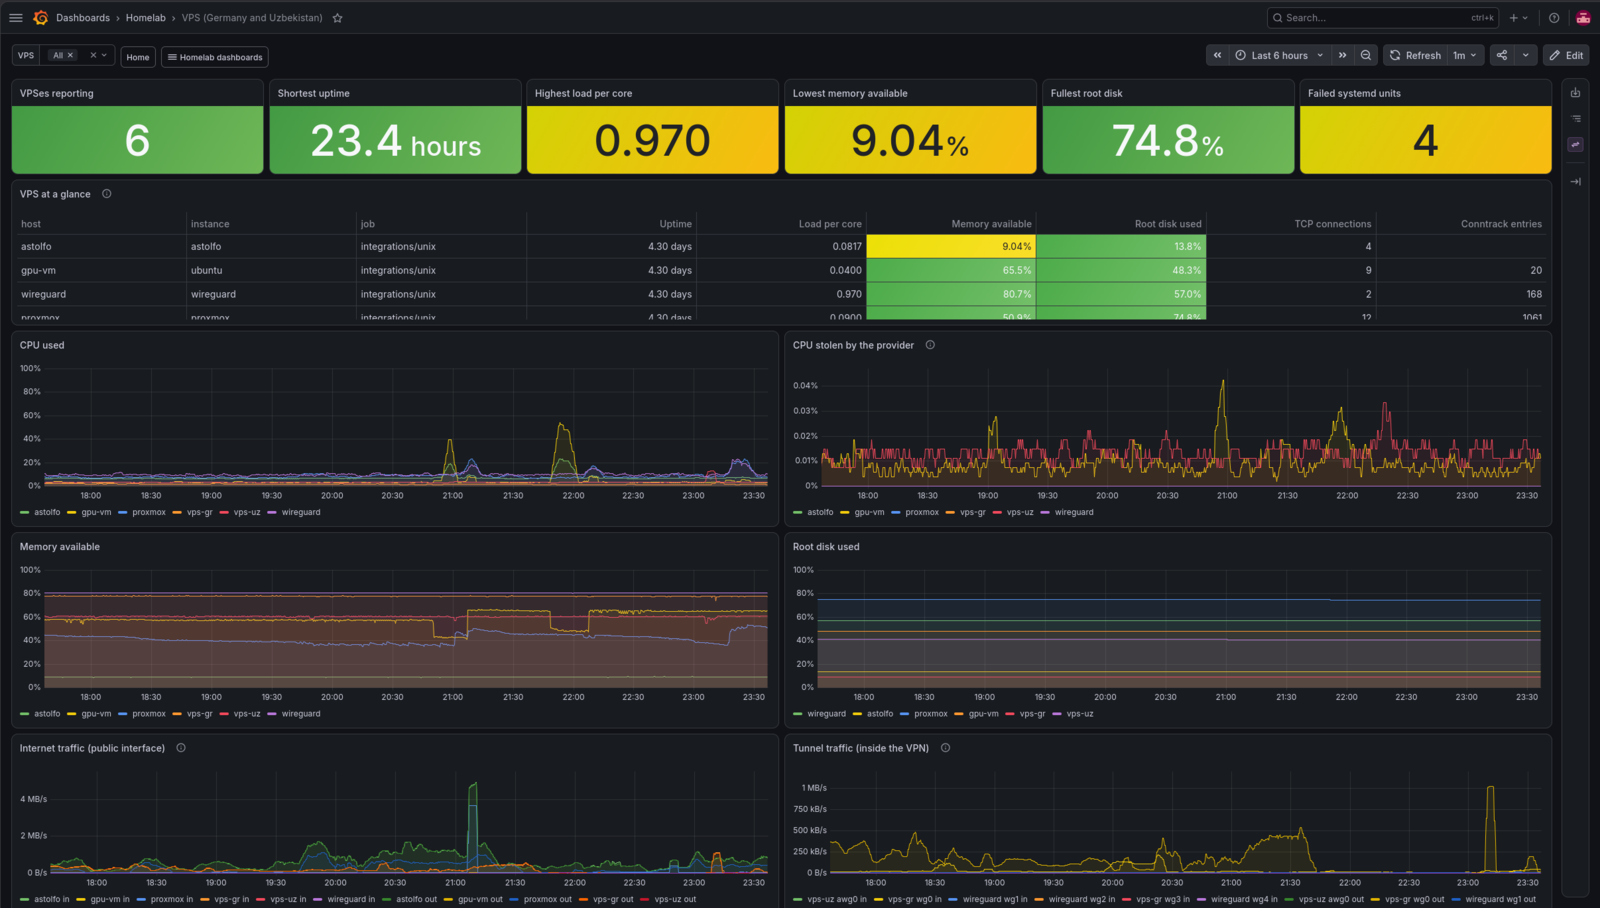 Dashboards › Homelab › VPS (Germany and Uzbekistan)
Search... ctrl+k
VPS All Home Homelab dashboards
Last 6 hours Refresh 1m Edit
VPSes reporting
6
Shortest uptime
23.4 hours
Highest load per core
0.970
Lowest memory available
9.04%
Fullest root disk
74.8%
Failed systemd units
4
VPS at a glance
host instance job Uptime Load per core Memory available Root disk used TCP connections Conntrack entries
astolfo astolfo integrations/unix 4.30 days 0.0817 9.04% 13.8% 4
gpu-vm ubuntu integrations/unix 4.30 days 0.0400 65.5% 48.3% 9 20
wireguard wireguard integrations/unix 4.30 days 0.970 80.7% 57.0% 2 168
proxmox proxmox integrations/unix 4.30 days 0.0900 50.9% 74.8% 12 1061
CPU used
100%
80%
60%
40%
20%
0%
18:00 18:30 19:00 19:30 20:00 20:30 21:00 21:30 22:00 22:30 23:00 23:30
astolfo gpu-vm proxmox vps-gr vps-uz wireguard
CPU stolen by the provider
0.04%
0.03%
0.02%
0.01%
0%
18:00 18:30 19:00 19:30 20:00 20:30 21:00 21:30 22:00 22:30 23:00 23:30
astolfo gpu-vm proxmox vps-gr vps-uz wireguard
Memory available
100%
80%
60%
40%
20%
0%
18:00 18:30 19:00 19:30 20:00 20:30 21:00 21:30 22:00 22:30 23:00 23:30
astolfo gpu-vm proxmox vps-gr vps-uz wireguard
Root disk used
100%
80%
60%
40%
20%
0%
18:00 18:30 19:00 19:30 20:00 20:30 21:00 21:30 22:00 22:30 23:00 23:30
wireguard astolfo proxmox gpu-vm vps-gr vps-uz
Internet traffic (public interface)
4 MB/s
2 MB/s
0 B/s
18:00 18:30 19:00 19:30 20:00 20:30 21:00 21:30 22:00 22:30 23:00 23:30
astolfo in gpu-vm in proxmox in vps-gr in vps-uz in wireguard in astolfo out gpu-vm out proxmox out vps-gr out vps-uz out
Tunnel traffic (inside the VPN)
1 MB/s
750 kB/s
500 kB/s
250 kB/s
0 B/s
18:00 18:30 19:00 19:30 20:00 20:30 21:00 21:30 22:00 22:30 23:00 23:30
vps-uz awg0 in vps-gr wg0 in wireguard wg1 in wireguard wg2 in vps-gr wg3 in wireguard wg4 in vps-uz awg0 out vps-gr wg0 out wireguard wg1 out